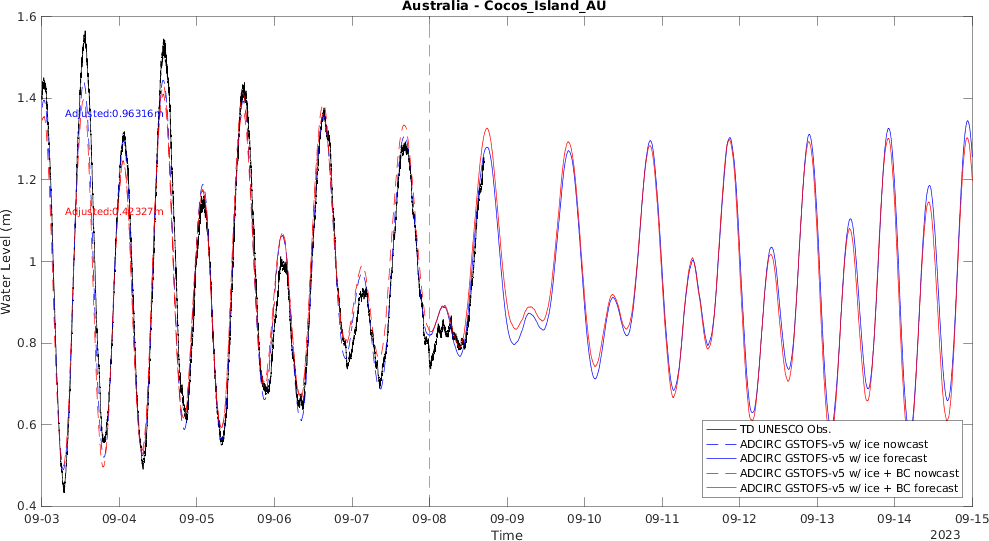 Australia - Cocos_Island_AU
1.6
1.4
1.2
1
0.8
0.6
0.4
Water Level (m)
Adjusted:0.96316m
Adjusted:0.42327m
TD UNESCO Obs.
ADCIRC GSTOFS-v5 w/ ice nowcast
ADCIRC GSTOFS-v5 w/ ice forecast
ADCIRC GSTOFS-v5 w/ ice + BC nowcast
ADCIRC GSTOFS-v5 w/ ice + BC forecast
09-03 09-04 09-05 09-06 09-07 09-08 09-09 09-10 09-11 09-12 09-13 09-14 09-15
Time
2023